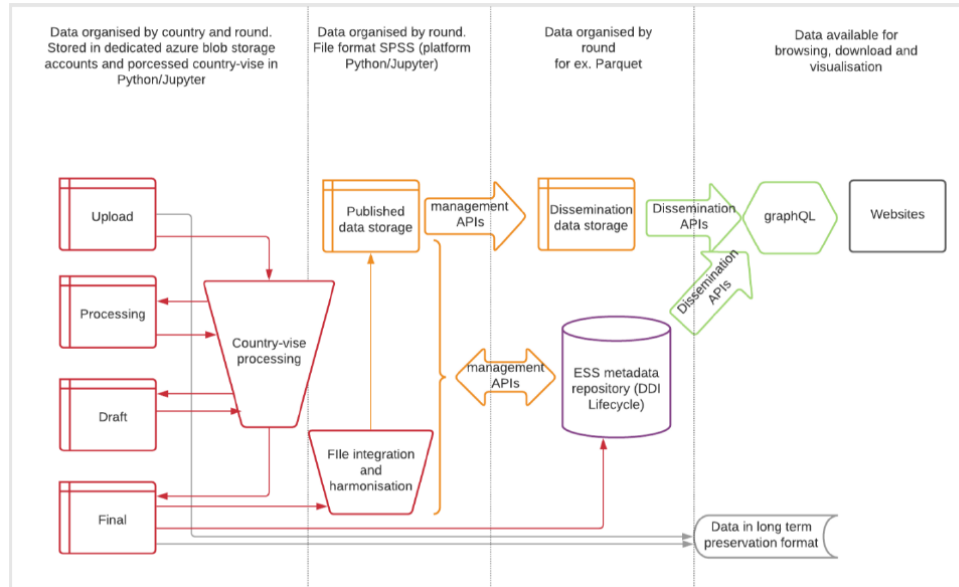 Data organised by country and round.
Stored in dedicated azure blob storage
accounts and porcessed country-vise in
Python/Jupyter
Data organised by round.
File format SPSS (platform
Python/Jupyter)
Data organised by
round
for ex. Parquet
Data available for
browsing, download and
visualisation
Upload
Published
data storage
management
APIs
Dissemination
data storage
Dissemination
APIs
graphQL
Websites
Dissemination
APIs
Processing
Country-vise
processing
management
APIs
ESS metadata
repository (DDI
Lifecycle)
Draft
FIle integration
and
harmonisation
Final
Data in long term
preservation format